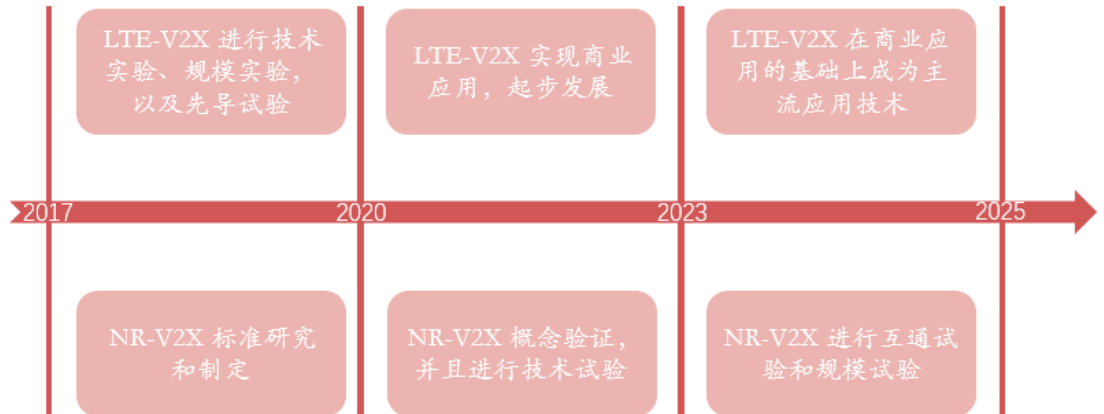 LTE-V2X 进行技术
实验、规模实验，
以及先导试验
LTE-V2X 实现商业
应用，起步发展
LTE-V2X 在商业应
用的基础上成为主
流应用技术
2017
2020
2023
2025
NR-V2X 标准研究
和制定
NR-V2X 概念验证，
并且进行技术试验
NR-V2X 进行互通试
验和规模试验